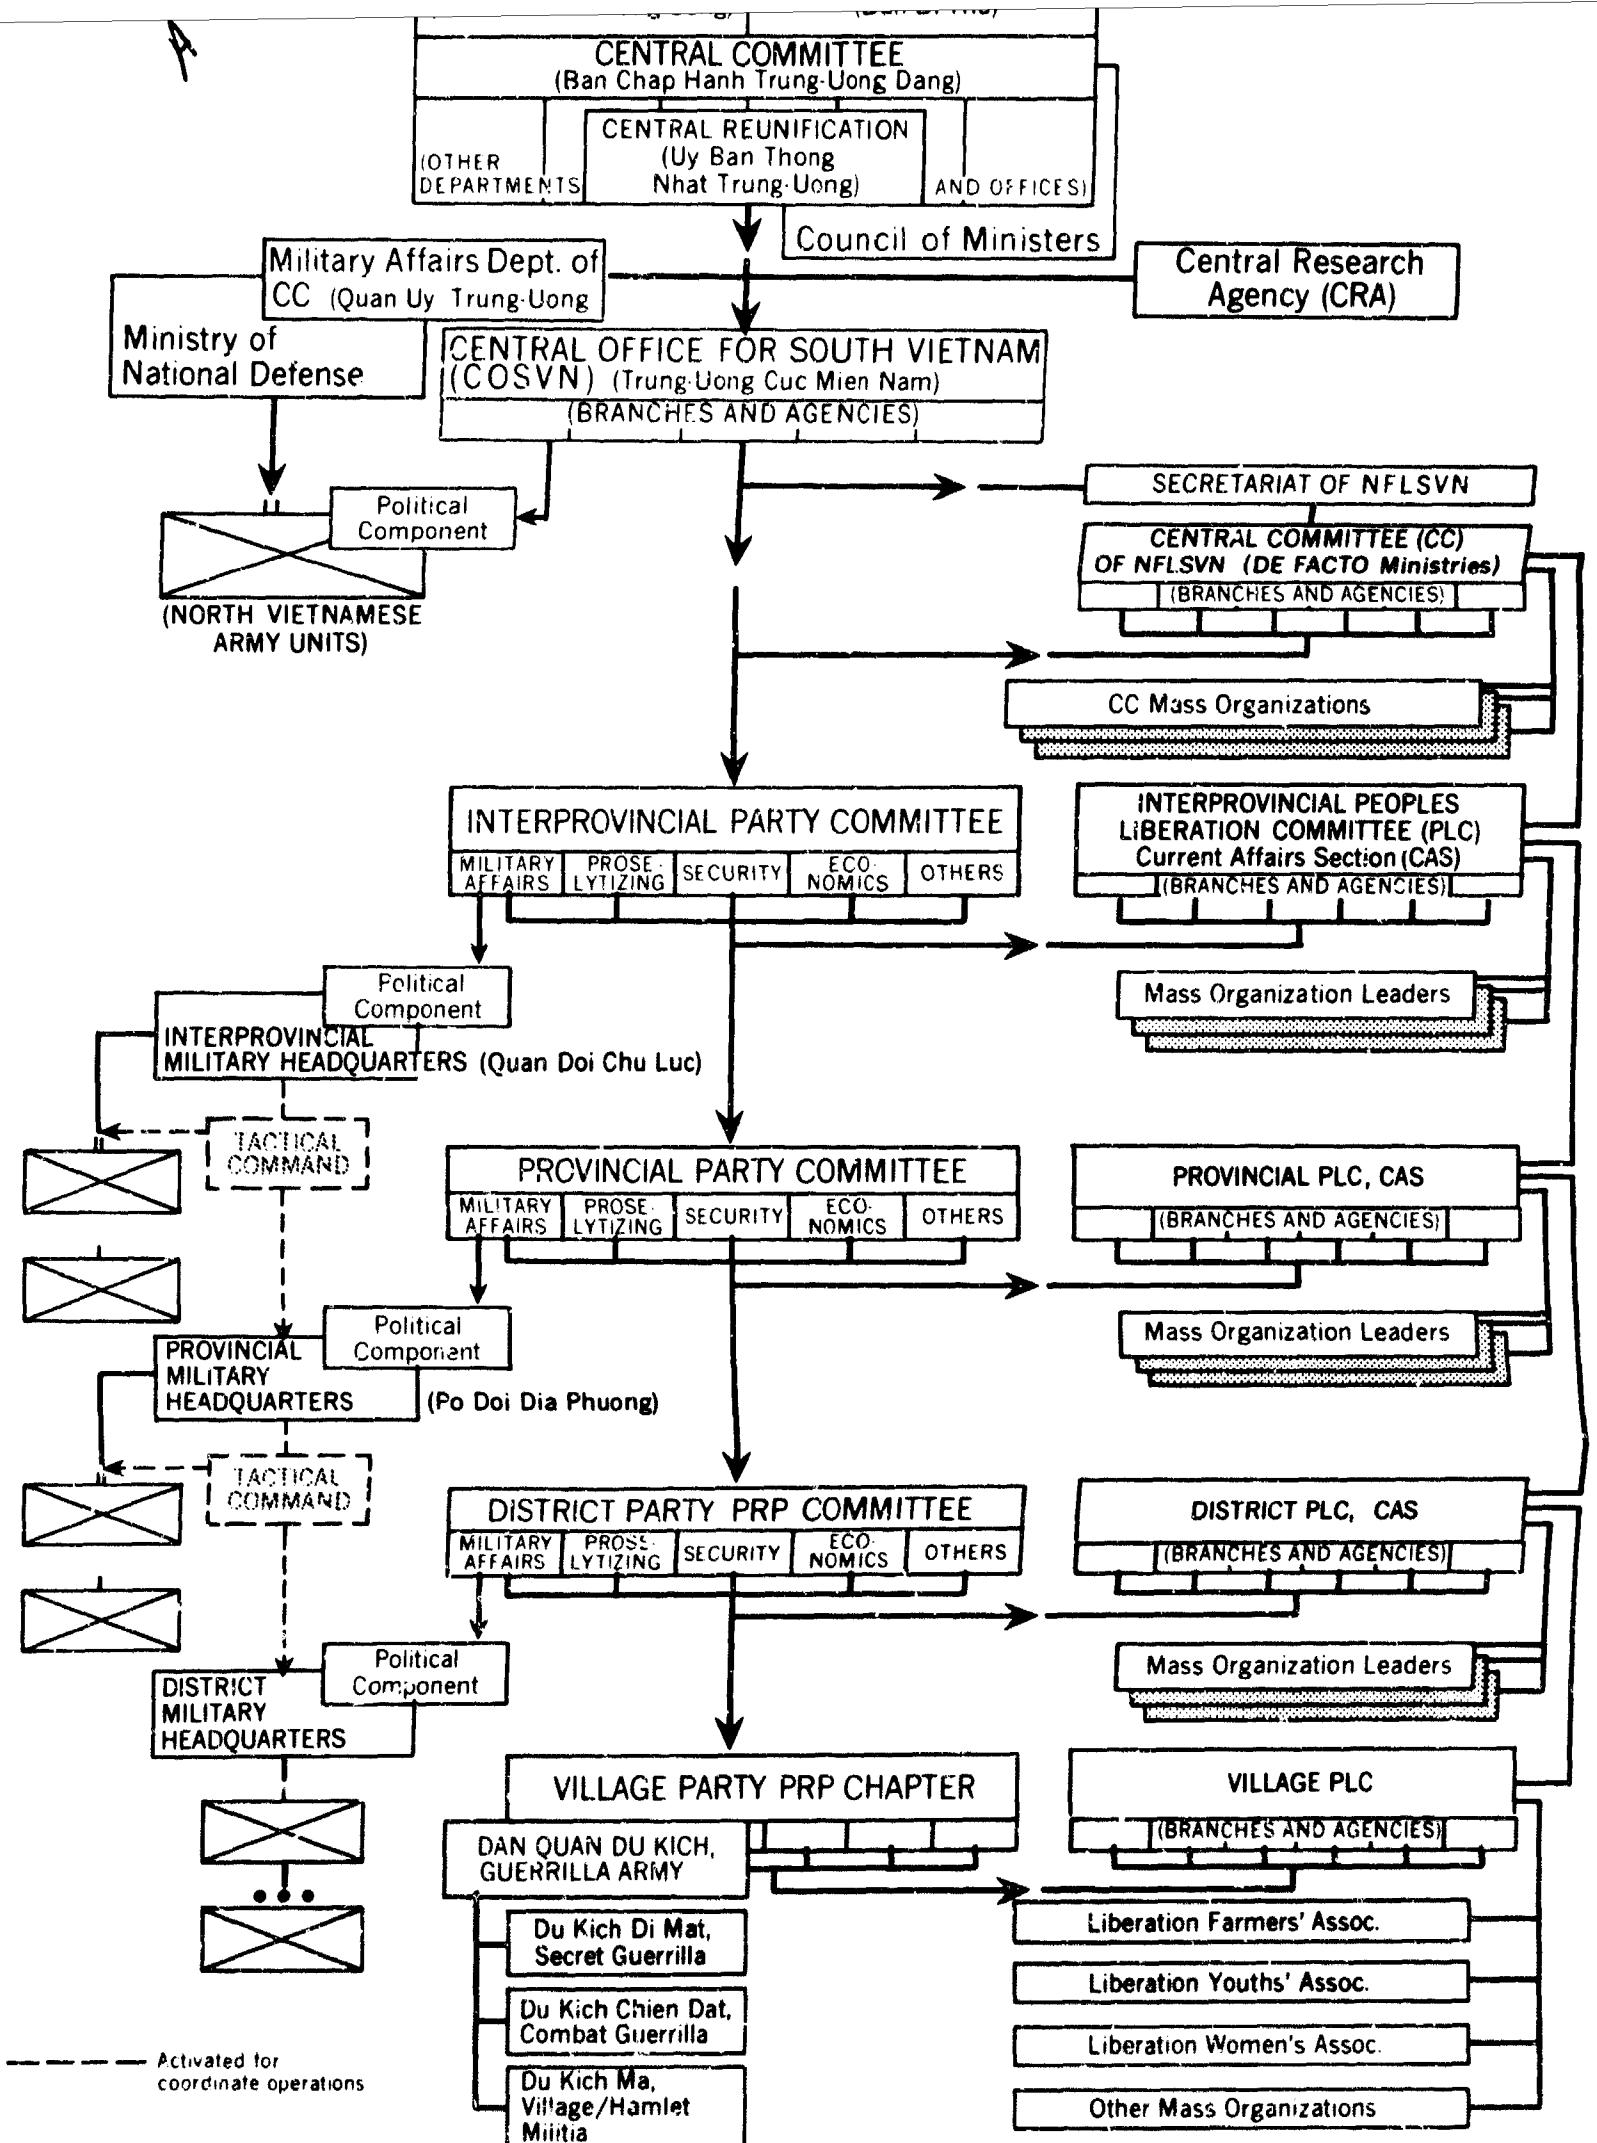 CENTRAL COMMITTEE
(Ban Chap Hanh Trung-Uong Dang)
CENTRAL REUNIFICATION
(Uy Ban Thong
Nhat Trung-Uong)
(OTHER
DEPARTMENTS
AND OFFICES)
Council of Ministers
Military Affairs Dept. of
CC (Quan Uy Trung-Uong
Central Research
Agency (CRA)
Ministry of
National Defense
CENTRAL OFFICE FOR SOUTH VIETNAM
(COSVN) (Trung-Uong Cuc Mien Nam)
(BRANCHES AND AGENCIES)
Political
Component
(NORTH VIETNAMESE
ARMY UNITS)
SECRETARIAT OF NFLSVN
CENTRAL COMMITTEE (CC)
OF NFLSVN (DE FACTO Ministries)
(BRANCHES AND AGENCIES)
CC Mass Organizations
INTERPROVINCIAL PARTY COMMITTEE
MILITARY
AFFAIRS
PROSE-
LYTIZING
SECURITY
ECO-
NOMICS
OTHERS
INTERPROVINCIAL PEOPLES
LIBERATION COMMITTEE (PLC)
Current Affairs Section (CAS)
(BRANCHES AND AGENCIES)
Mass Organization Leaders
Political
Component
INTERPROVINCIAL
MILITARY HEADQUARTERS (Quan Doi Chu Luc)
TACTICAL
COMMAND
PROVINCIAL PARTY COMMITTEE
MILITARY
AFFAIRS
PROSE-
LYTIZING
SECURITY
ECO-
NOMICS
OTHERS
PROVINCIAL PLC, CAS
(BRANCHES AND AGENCIES)
Mass Organization Leaders
Political
Component
PROVINCIAL
MILITARY
HEADQUARTERS
(Po Doi Dia Phuong)
TACTICAL
COMMAND
DISTRICT PARTY PRP COMMITTEE
MILITARY
AFFAIRS
PROSE-
LYTIZING
SECURITY
ECO-
NOMICS
OTHERS
DISTRICT PLC, CAS
(BRANCHES AND AGENCIES)
Mass Organization Leaders
Political
Component
DISTRICT
MILITARY
HEADQUARTERS
VILLAGE PARTY PRP CHAPTER
DAN QUAN DU KICH,
GUERRILLA ARMY
VILLAGE PLC
(BRANCHES AND AGENCIES)
Du Kich Di Mat,
Secret Guerrilla
Du Kich Chien Dat,
Combat Guerrilla
Du Kich Ma,
Village/Hamlet
Militia
Liberation Farmers' Assoc.
Liberation Youths' Assoc.
Liberation Women's Assoc.
Other Mass Organizations
Activated for
coordinate operations